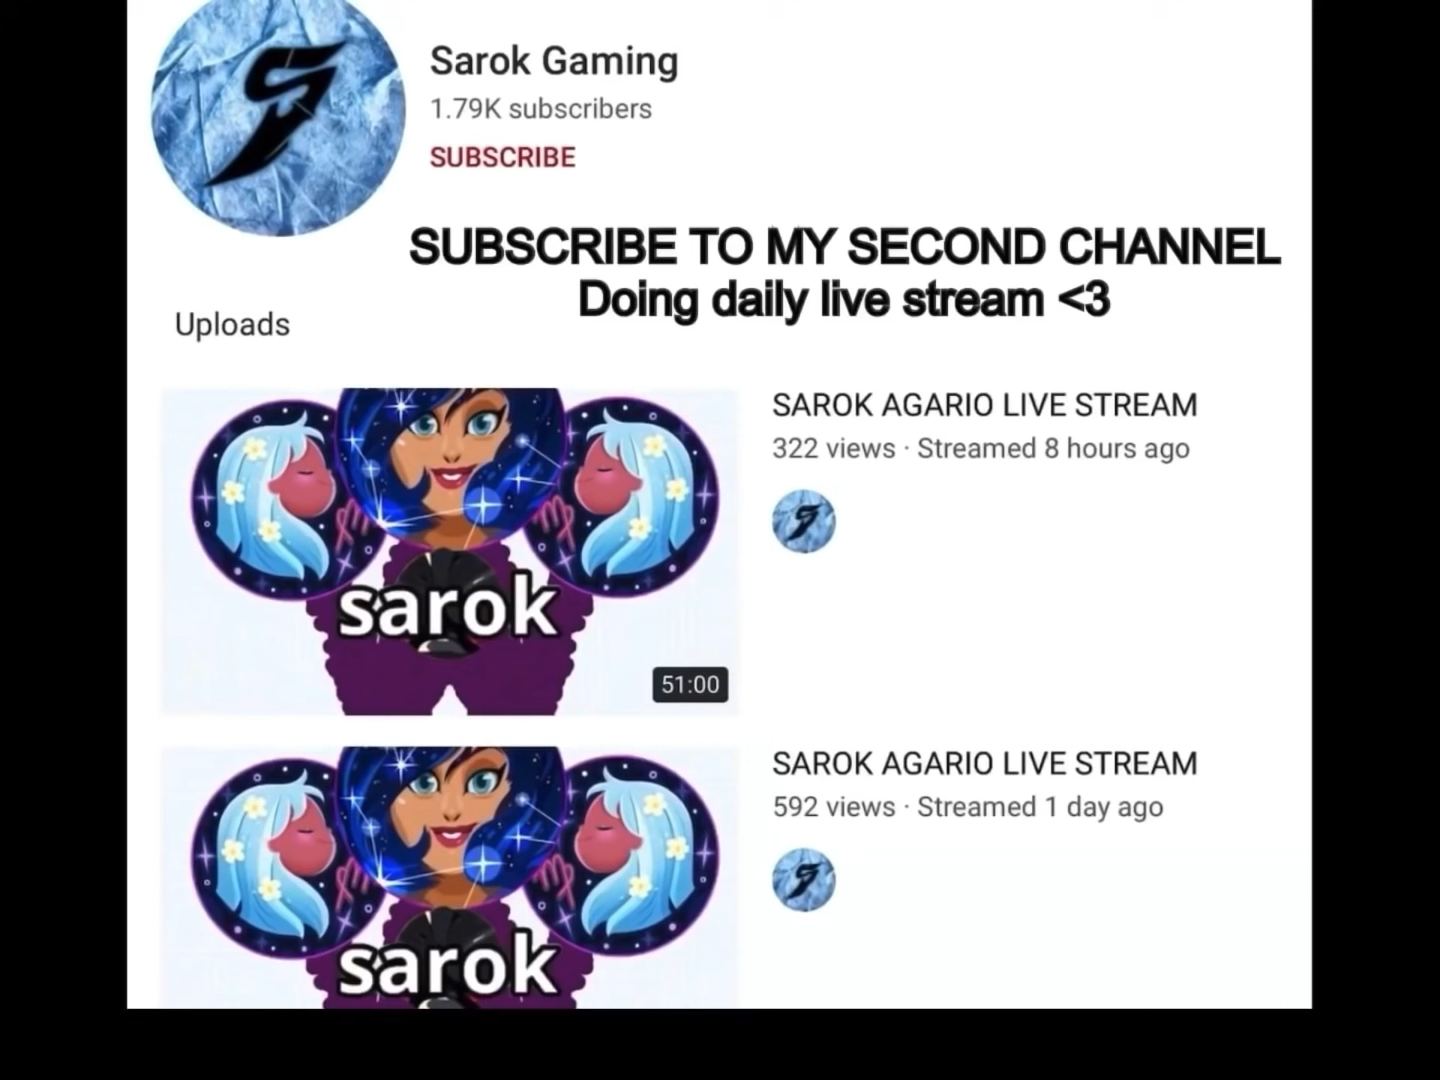 Sarok Gaming
1.79K subscribers
SUBSCRIBE
SUBSCRIBE TO MY SECOND CHANNEL
Doing daily live stream <3
Uploads
SAROK AGARIO LIVE STREAM
322 views · Streamed 8 hours ago
sarok
51:00
SAROK AGARIO LIVE STREAM
592 views · Streamed 1 day ago
sarok